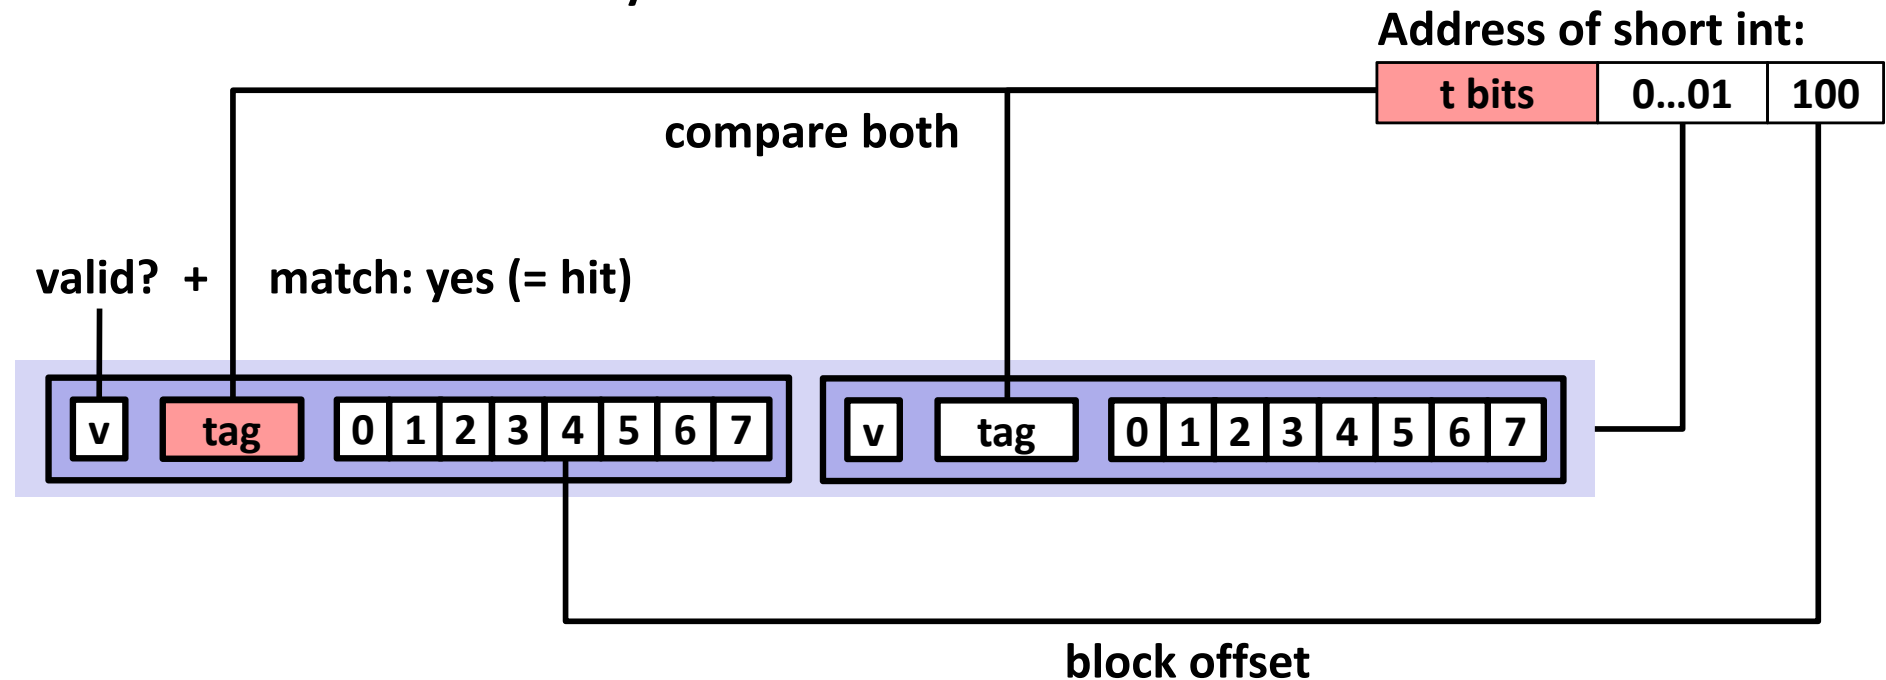 Address of short int:
t bits 0...01 100
compare both
valid? + match: yes (= hit)
v tag 0 1 2 3 4 5 6 7 v tag 0 1 2 3 4 5 6 7
block offset